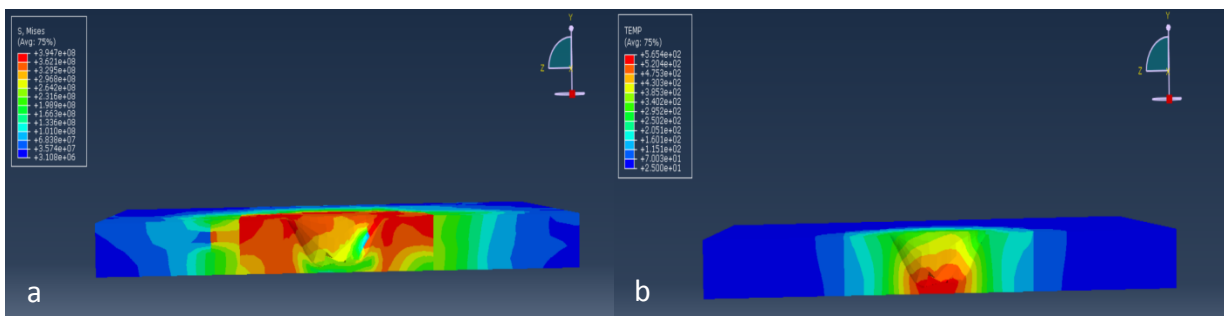 S, Mises
(Avg: 75%)
+3.947e+08
+3.621e+08
+3.295e+08
+2.968e+08
+2.642e+08
+2.316e+08
+1.989e+08
+1.663e+08
+1.336e+08
+1.010e+08
+6.838e+07
+3.574e+07
+3.108e+06
Y
Z
X
a
TEMP
(Avg: 75%)
+5.654e+02
+5.204e+02
+4.753e+02
+4.303e+02
+3.853e+02
+3.402e+02
+2.952e+02
+2.502e+02
+2.051e+02
+1.601e+02
+1.151e+02
+7.003e+01
+2.500e+01
Y
Z
X
b